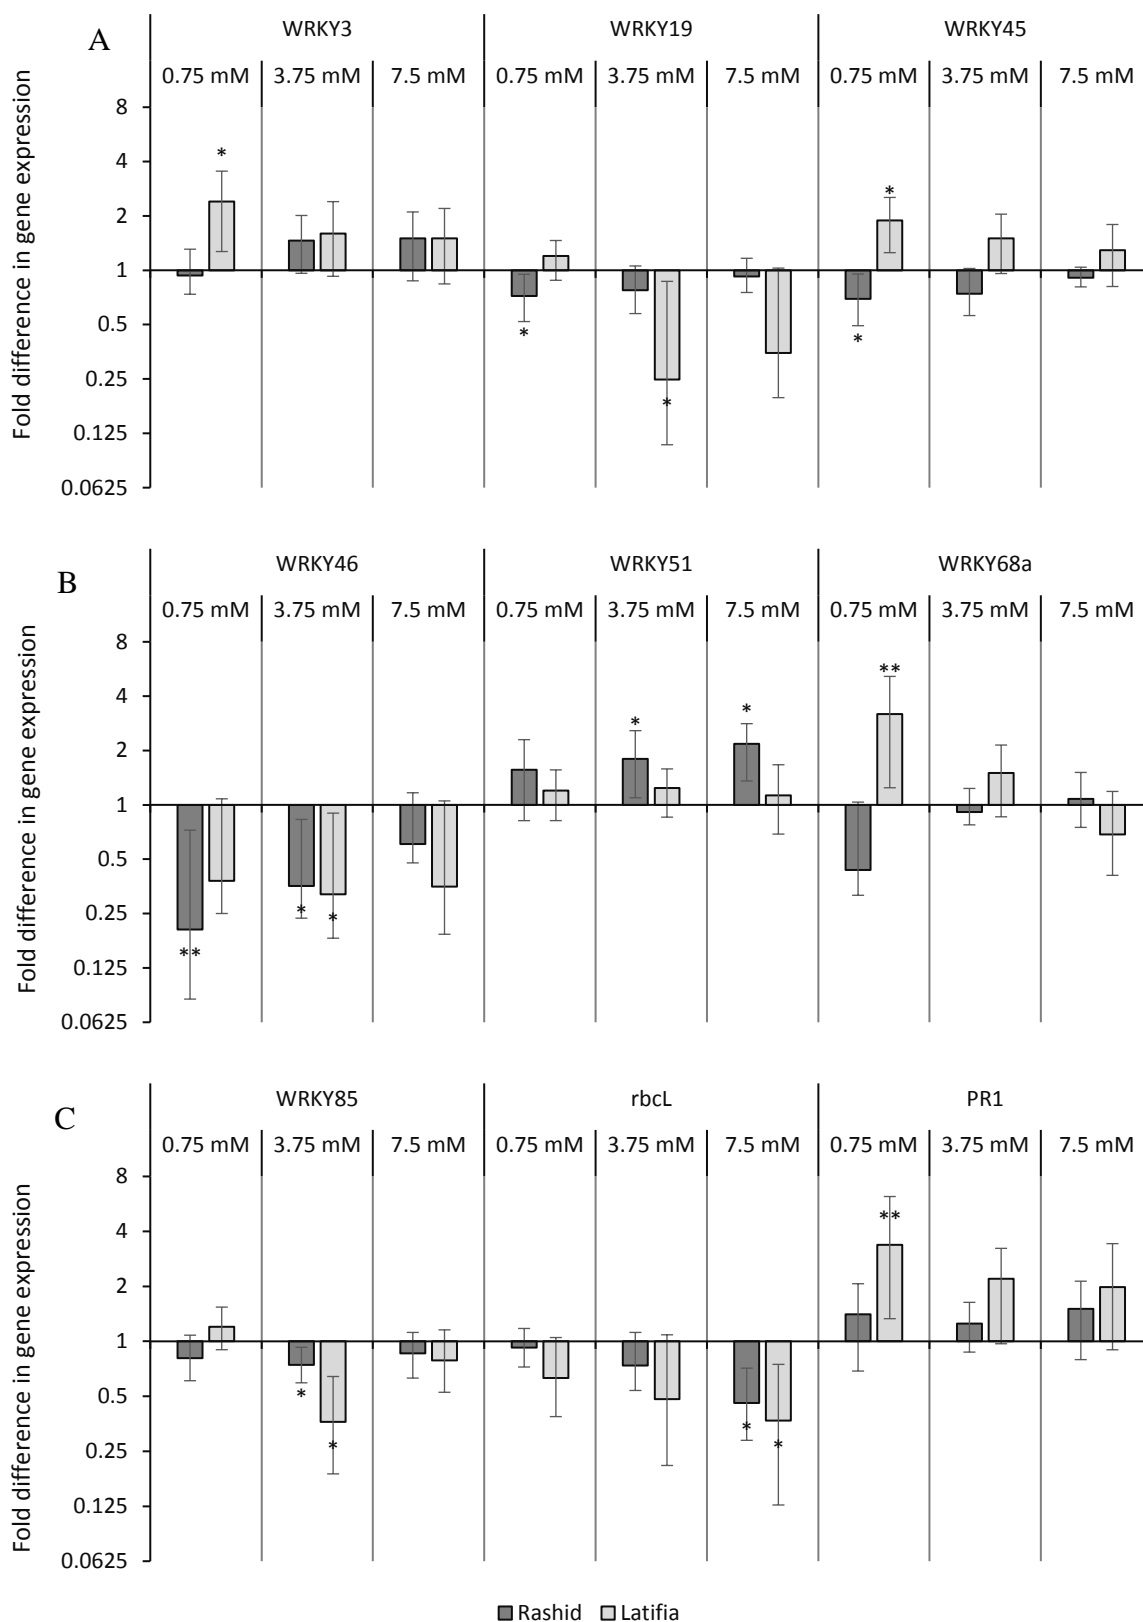 A
WRKY3 WRKY19 WRKY45
0.75 mM 3.75 mM 7.5 mM 0.75 mM 3.75 mM 7.5 mM 0.75 mM 3.75 mM 7.5 mM
Fold difference in gene expression
8
4
2
1
0.5
0.25
0.125
0.0625
* * * * *
B
WRKY46 WRKY51 WRKY68a
0.75 mM 3.75 mM 7.5 mM 0.75 mM 3.75 mM 7.5 mM 0.75 mM 3.75 mM 7.5 mM
Fold difference in gene expression
8
4
2
1
0.5
0.25
0.125
0.0625
** * * * * **
C
WRKY85 rbcL PR1
0.75 mM 3.75 mM 7.5 mM 0.75 mM 3.75 mM 7.5 mM 0.75 mM 3.75 mM 7.5 mM
Fold difference in gene expression
8
4
2
1
0.5
0.25
0.125
0.0625
* * * * **
Rashid Latifia